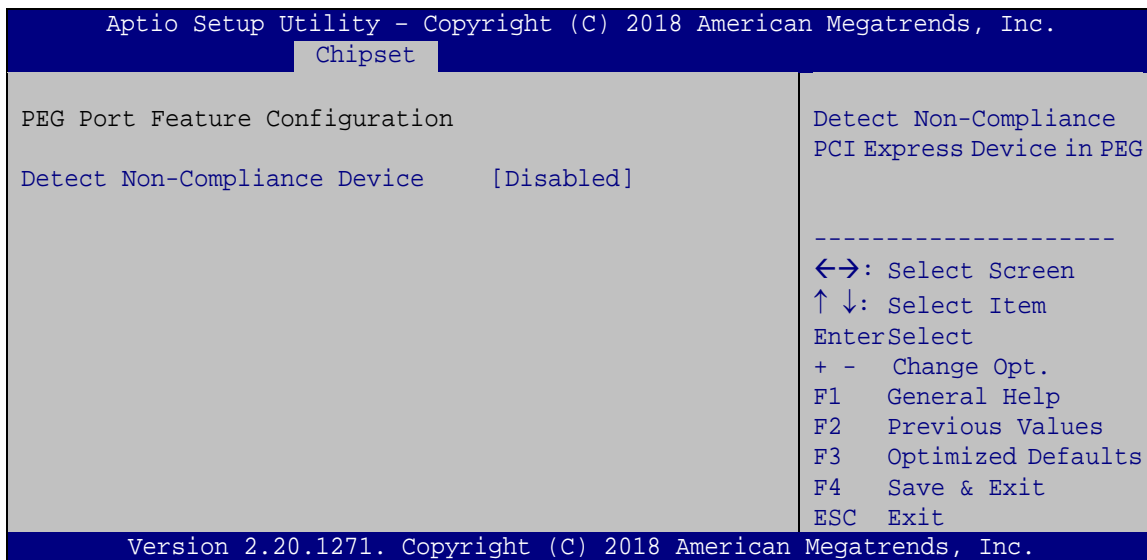 Aptio Setup Utility – Copyright (C) 2018 American Megatrends, Inc.
Chipset
PEG Port Feature Configuration
Detect Non-Compliance Device [Disabled]
Detect Non-Compliance
PCI Express Device in PEG
---------------------
←→: Select Screen
↑ ↓: Select Item
EnterSelect
+ - Change Opt.
F1 General Help
F2 Previous Values
F3 Optimized Defaults
F4 Save & Exit
ESC Exit
Version 2.20.1271. Copyright (C) 2018 American Megatrends, Inc.